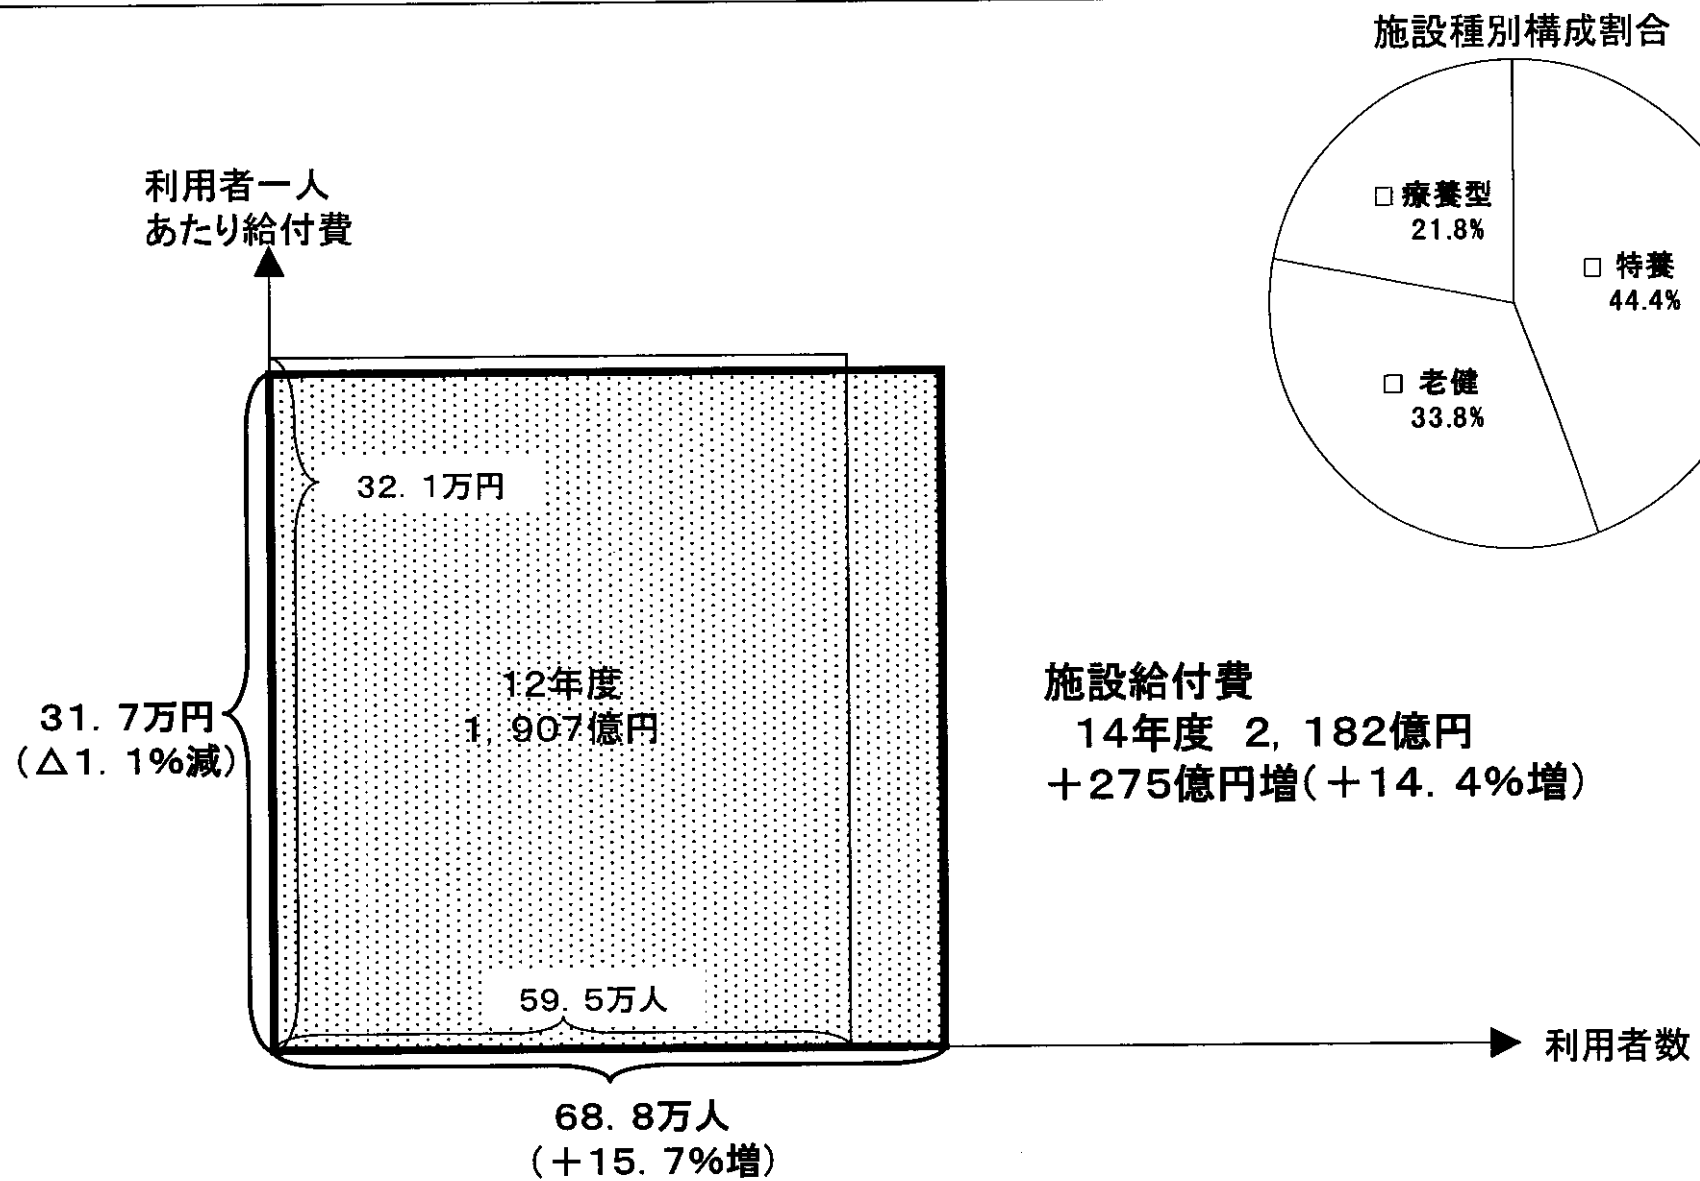 施設種別構成割合
□ 療養型
21.8%
□ 特養
44.4%
□ 老健
33.8%
利用者一人
あたり給付費
32. 1万円
12年度
1, 907億円
31. 7万円
(△1. 1%減)
59. 5万人
68. 8万人
(+15. 7%増)
利用者数
施設給付費
14年度 2, 182億円
+275億円増(+14. 4%増)